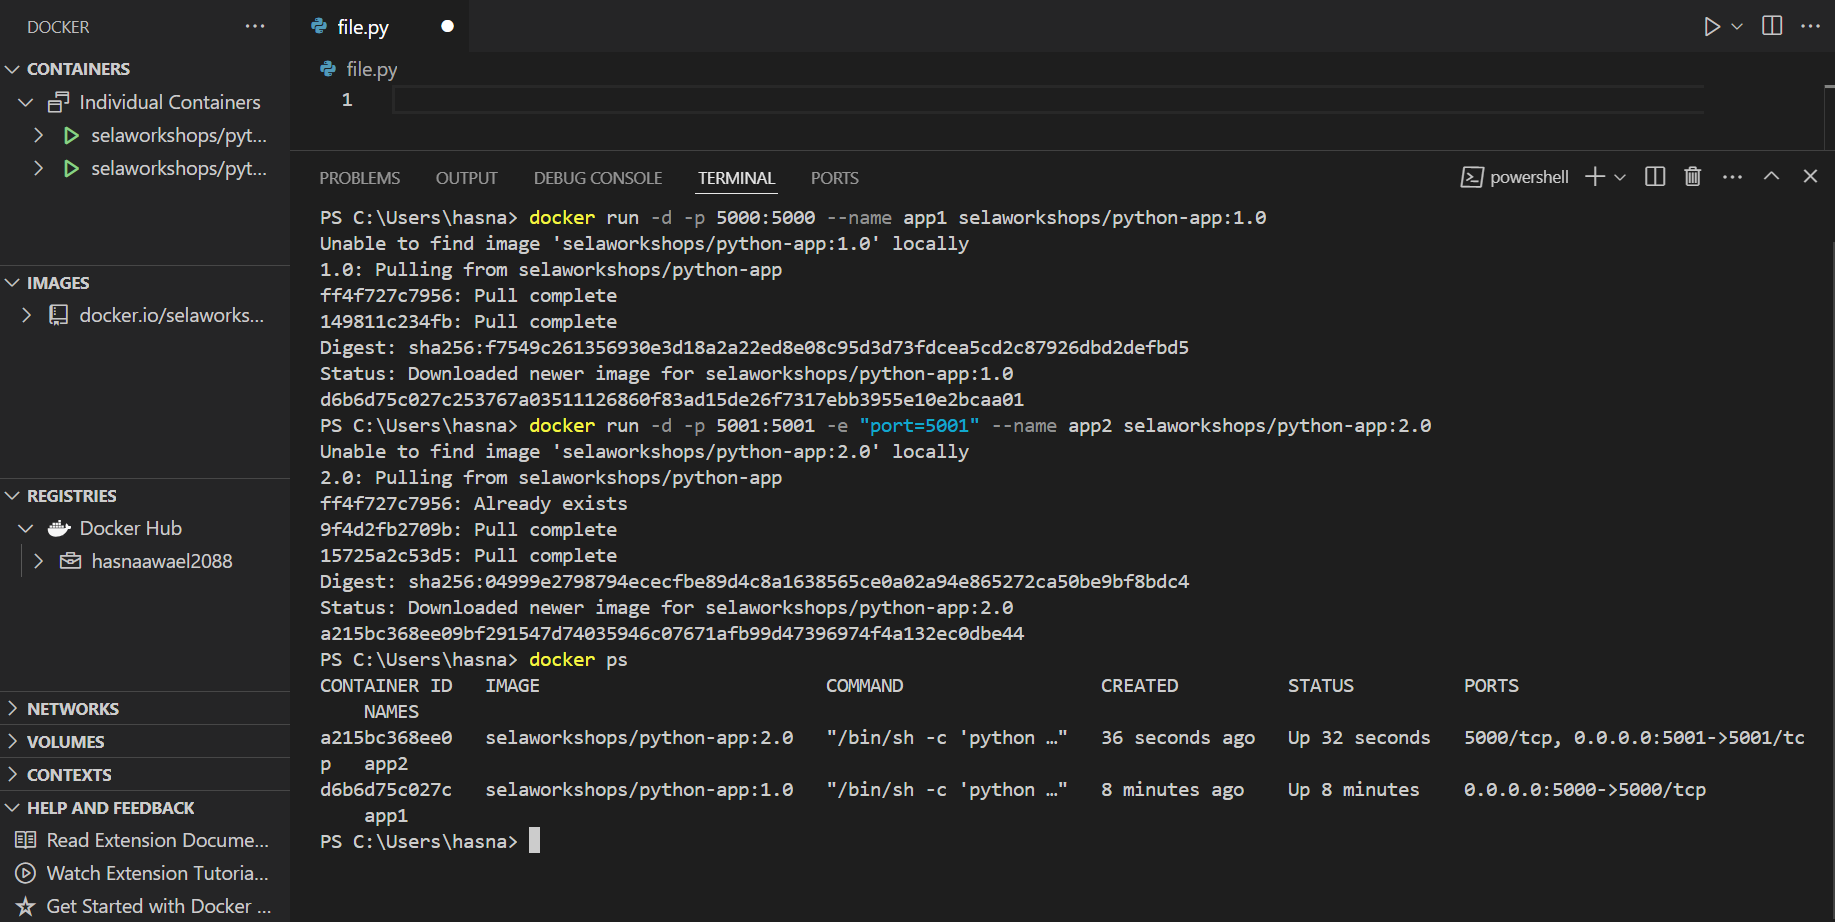 DOCKER
CONTAINERS
Individual Containers
selaworkshops/pyt...
selaworkshops/pyt...
IMAGES
docker.io/selaworks...
REGISTRIES
Docker Hub
hasnaawael2088
NETWORKS
VOLUMES
CONTEXTS
HELP AND FEEDBACK
Read Extension Docume...
Watch Extension Tutoria...
Get Started with Docker ...
file.py
file.py
1
PROBLEMS OUTPUT DEBUG CONSOLE TERMINAL PORTS
powershell
PS C:\Users\hasna> docker run -d -p 5000:5000 --name app1 selaworkshops/python-app:1.0
Unable to find image 'selaworkshops/python-app:1.0' locally
1.0: Pulling from selaworkshops/python-app
ff4f727c7956: Pull complete
149811c234fb: Pull complete
Digest: sha256:f7549c261356930e3d18a2a22ed8e08c95d3d73fdcea5cd2c87926dbd2defbd5
Status: Downloaded newer image for selaworkshops/python-app:1.0
d6b6d75c027c253767a03511126860f83ad15de26f7317ebb3955e10e2bcaa01
PS C:\Users\hasna> docker run -d -p 5001:5001 -e "port=5001" --name app2 selaworkshops/python-app:2.0
Unable to find image 'selaworkshops/python-app:2.0' locally
2.0: Pulling from selaworkshops/python-app
ff4f727c7956: Already exists
9f4d2fb2709b: Pull complete
15725a2c53d5: Pull complete
Digest: sha256:04999e2798794ececfbe89d4c8a1638565ce0a02a94e865272ca50be9bf8bdc4
Status: Downloaded newer image for selaworkshops/python-app:2.0
a215bc368ee09bf291547d74035946c07671afb99d47396974f4a132ec0dbe44
PS C:\Users\hasna> docker ps
CONTAINER ID   IMAGE                          COMMAND                  CREATED          STATUS          PORTS
    NAMES
a215bc368ee0   selaworkshops/python-app:2.0   "/bin/sh -c 'python …"   36 seconds ago   Up 32 seconds   5000/tcp, 0.0.0.0:5001->5001/tc
p   app2
d6b6d75c027c   selaworkshops/python-app:1.0   "/bin/sh -c 'python …"   8 minutes ago    Up 8 minutes    0.0.0.0:5000->5000/tcp
    app1
PS C:\Users\hasna>